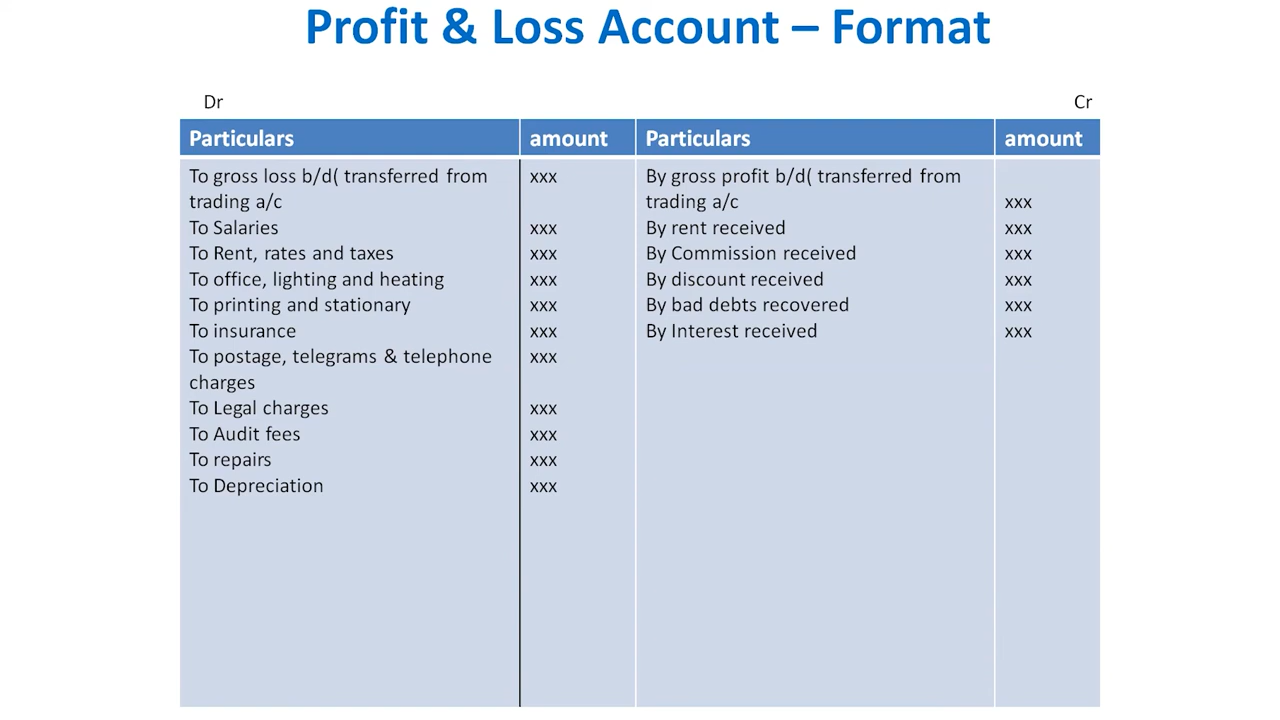 Profit & Loss Account – Format
Dr
Cr
Particulars amount Particulars amount
To gross loss b/d( transferred from xxx By gross profit b/d( transferred from
trading a/c trading a/c xxx
To Salaries xxx By rent received xxx
To Rent, rates and taxes xxx By Commission received xxx
To office, lighting and heating xxx By discount received xxx
To printing and stationary xxx By bad debts recovered xxx
To insurance xxx By Interest received xxx
To postage, telegrams & telephone xxx
charges
To Legal charges xxx
To Audit fees xxx
To repairs xxx
To Depreciation xxx